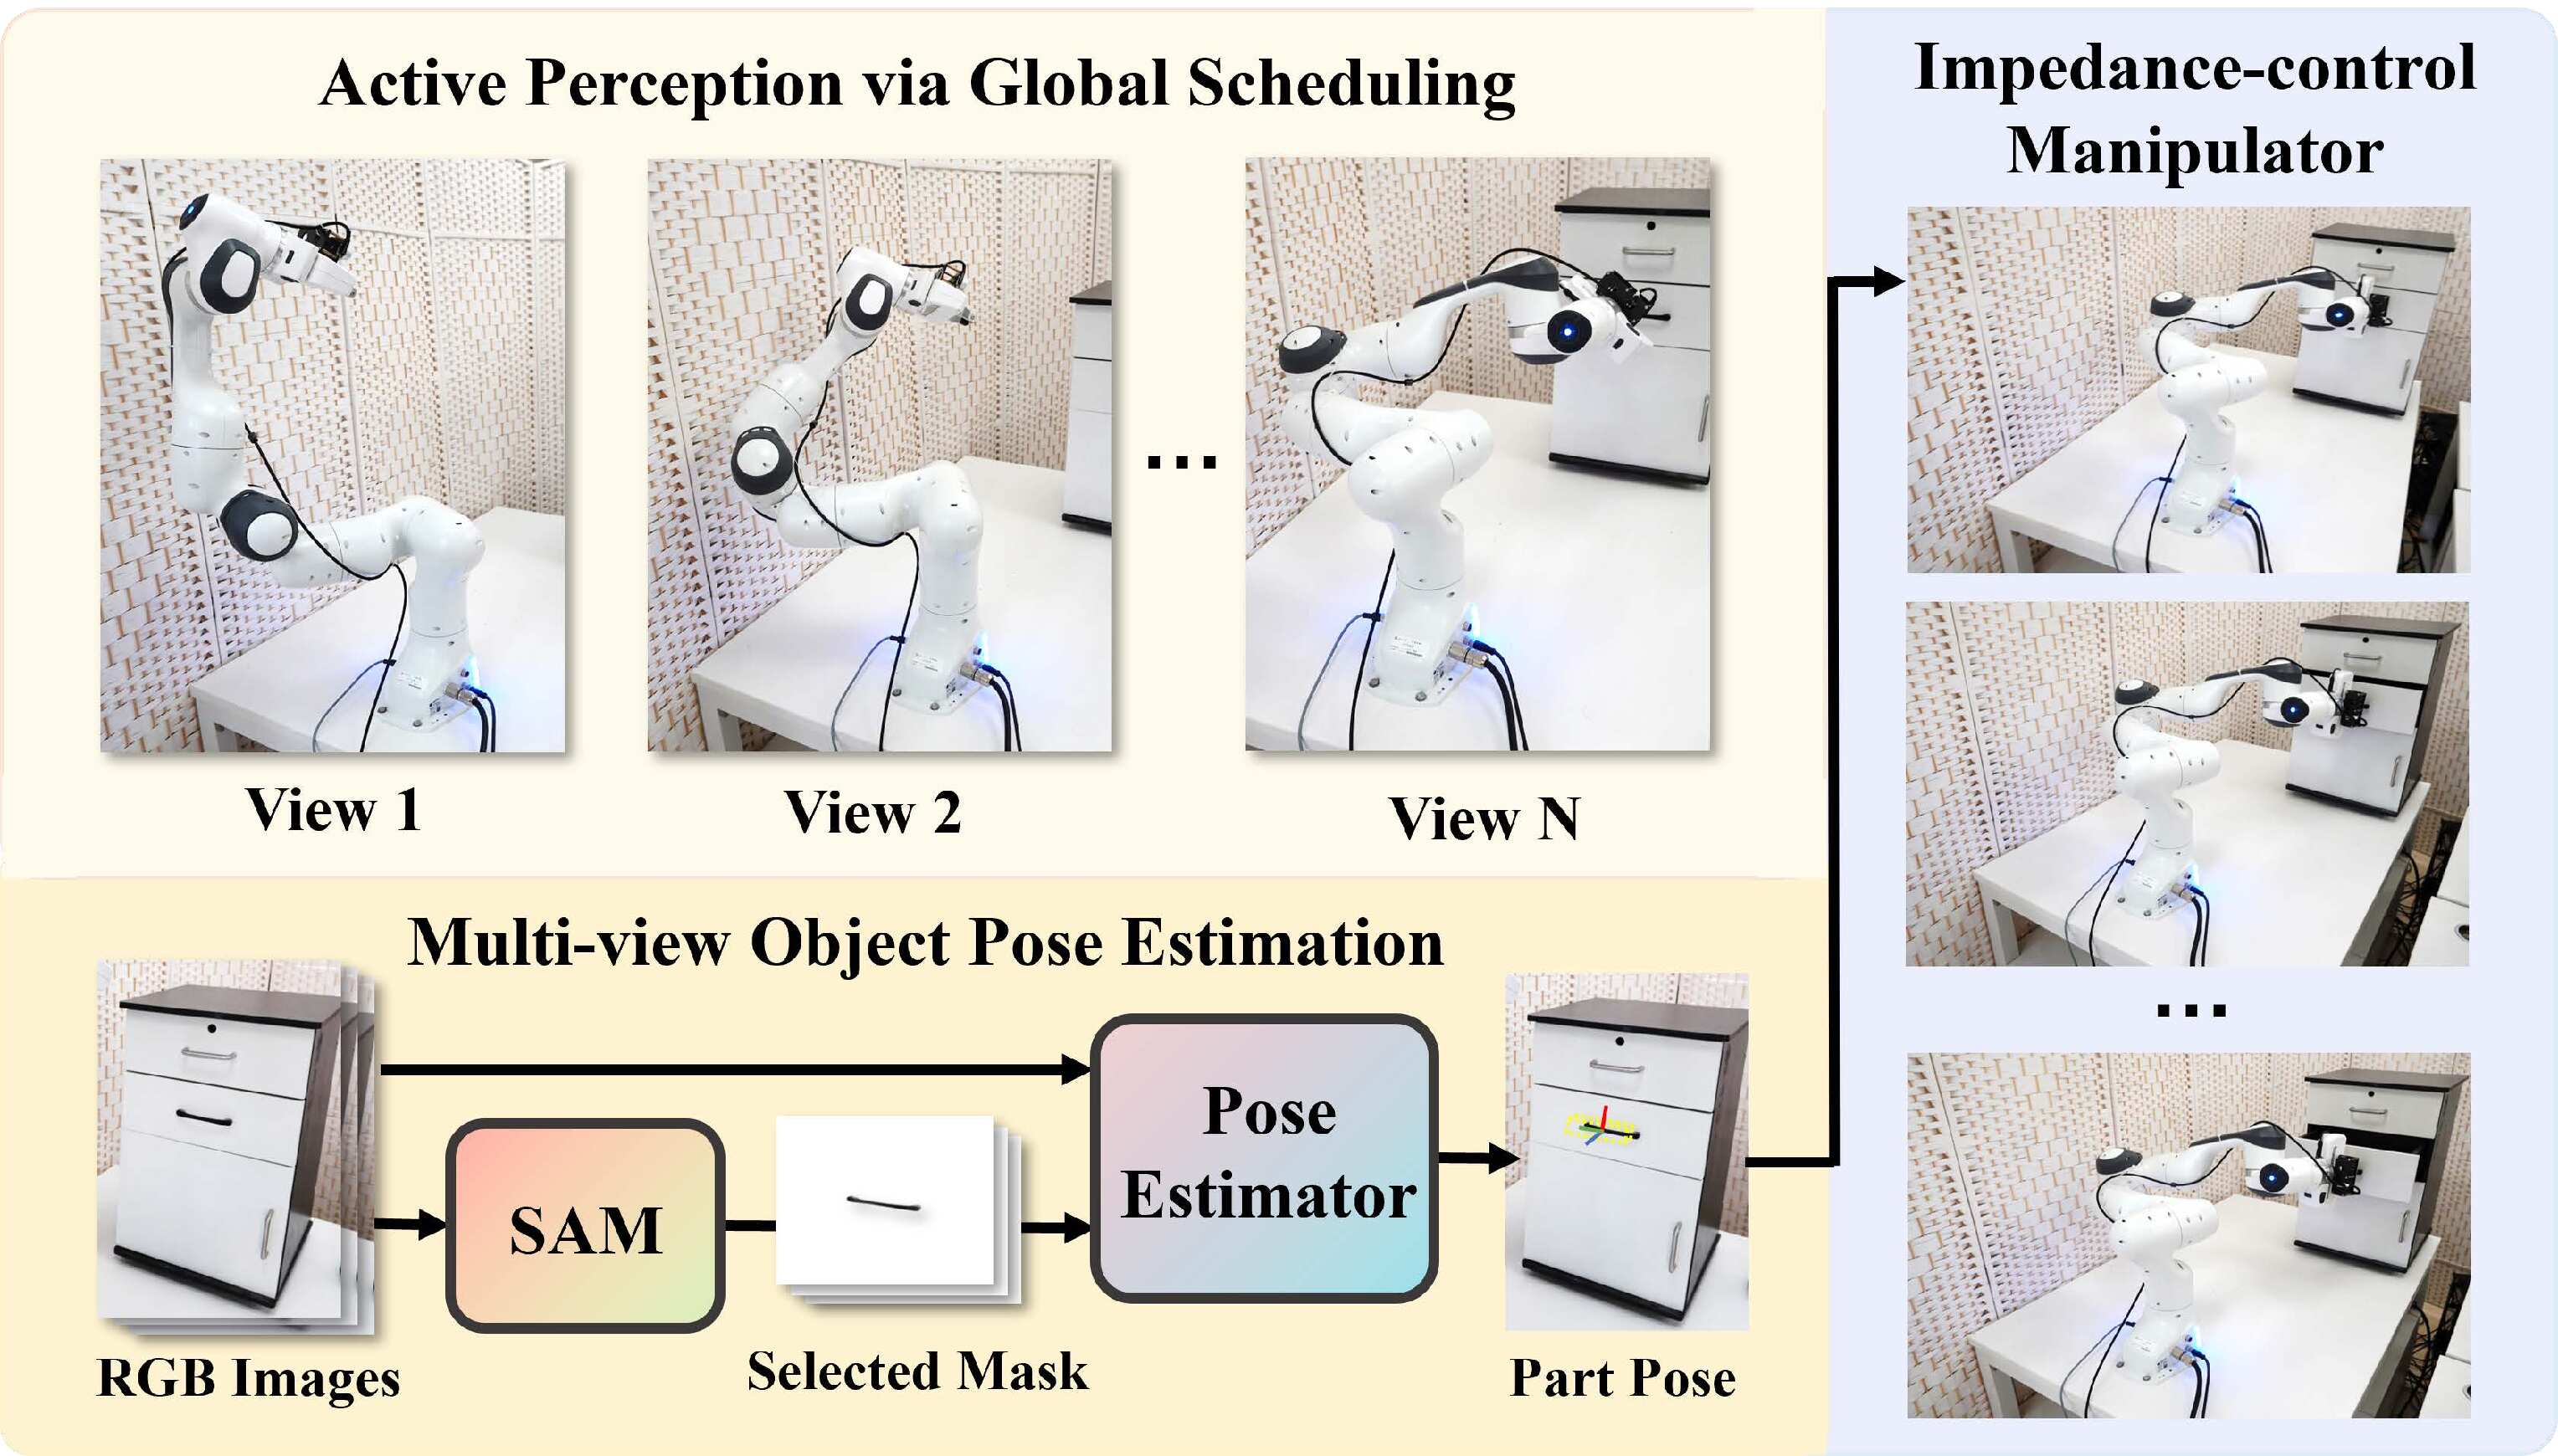 Active Perception via Global Scheduling
View 1
View 2
...
View N
Multi-view Object Pose Estimation
RGB Images
SAM
Selected Mask
Pose
Estimator
Part Pose
Impedance-control
Manipulator
...